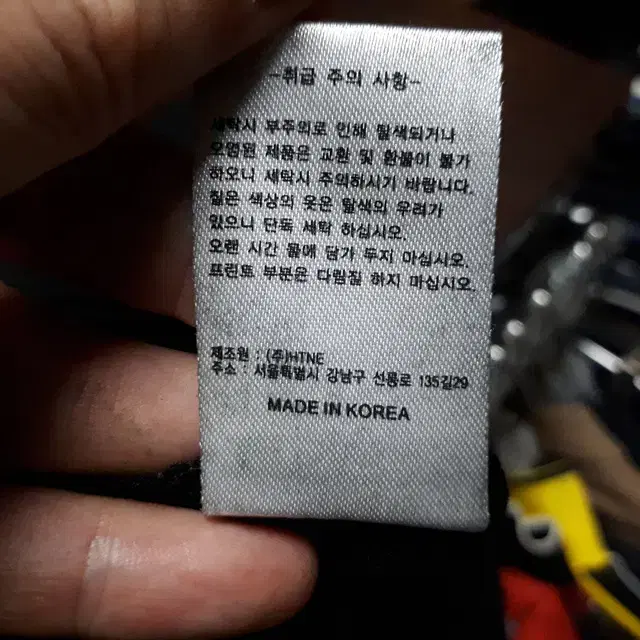 -취급 주의 사항-
세탁시 부주의로 인해 탈색되거나
오염된 제품은 교환 및 환불이 불가
하오니 세탁시 주의하시기 바랍니다.
짙은 색상의 옷은 탈색의 우려가
있으니 단독 세탁 하십시오.
오랜 시간 물에 담가 두지 마십시오.
프린트 부분은 다림질 하지 마십시오.
제조원 : (주)HTNE
주소 : 서울특별시 강남구 선릉로 135길29
MADE IN KOREA